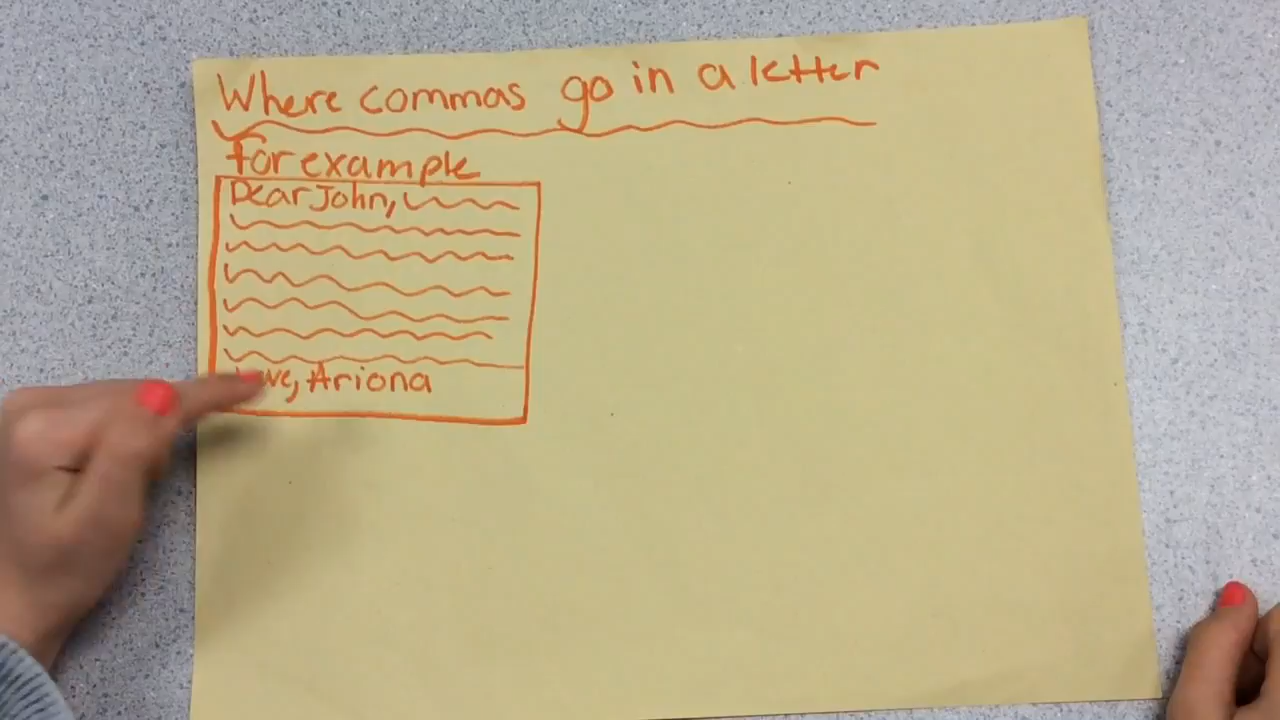 Where commas go in a letter
for example
Dear John,
Ariona